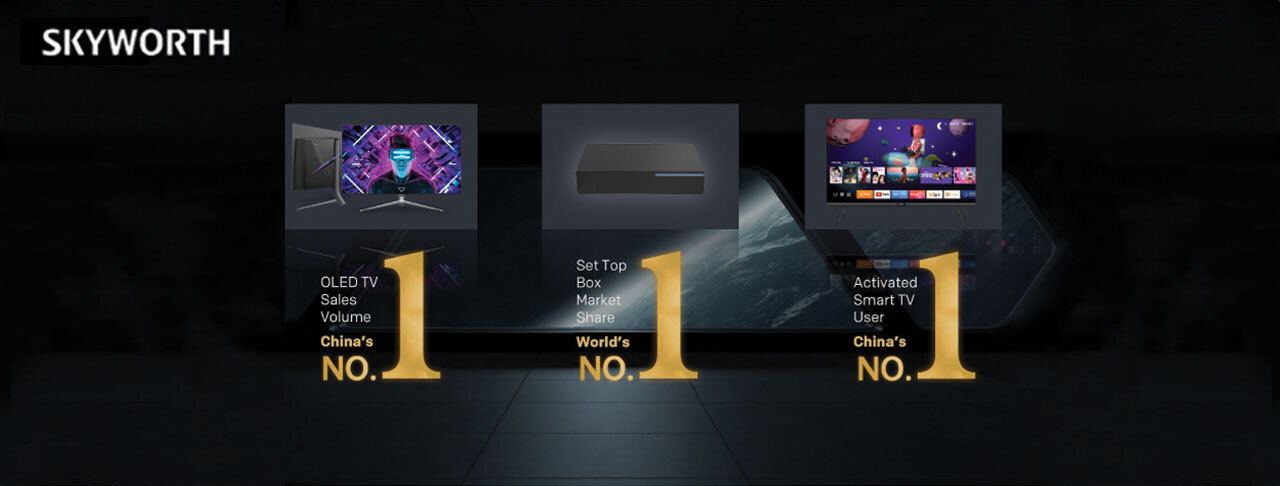 SKYWORTH
OLED TV
Sales
Volume
China's
NO. 1
Set Top
Box
Market
Share
World's
NO. 1
Activated
Smart TV
User
China's
NO. 1